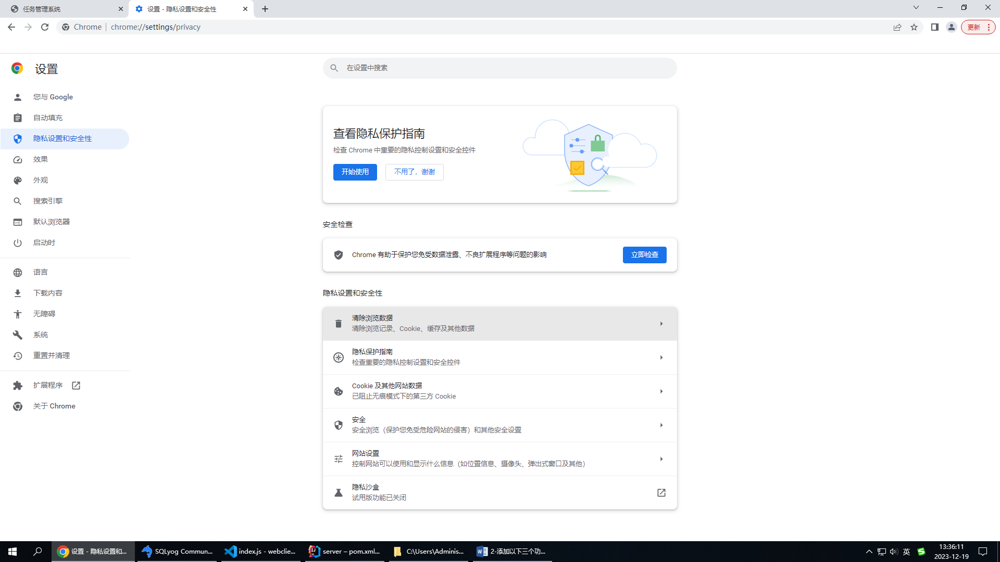 任务管理系统
设置 - 隐私设置和安全性
Chrome | chrome://settings/privacy
更新
设置
在设置中搜索
您与 Google
自动填充
隐私设置和安全性
效果
外观
搜索引擎
默认浏览器
启动时
语言
下载内容
无障碍
系统
重置并清理
扩展程序
关于 Chrome
查看隐私保护指南
检查 Chrome 中重要的隐私控制设置和安全控件
开始使用
不用了，谢谢
安全检查
Chrome 有助于保护您免受数据泄露、不良扩展程序等问题的影响
立即检查
隐私设置和安全性
清除浏览数据
清除浏览记录、Cookie、缓存及其他数据
隐私保护指南
检查重要的隐私控制设置和安全控件
Cookie 及其他网站数据
已阻止无痕模式下的第三方 Cookie
安全
安全浏览（保护您免受危险网站的侵害）和其他安全设置
网站设置
控制网站可以使用和显示什么信息（如位置信息、摄像头、弹出式窗口及其他）
隐私沙盒
试用版功能已关闭
设置 - 隐私设置和...
SQLyog Commun...
index.js - webclie...
server – pom.xml...
C:\Users\Adminis...
2-添加以下三个功...
英
13:36:11
2023-12-19